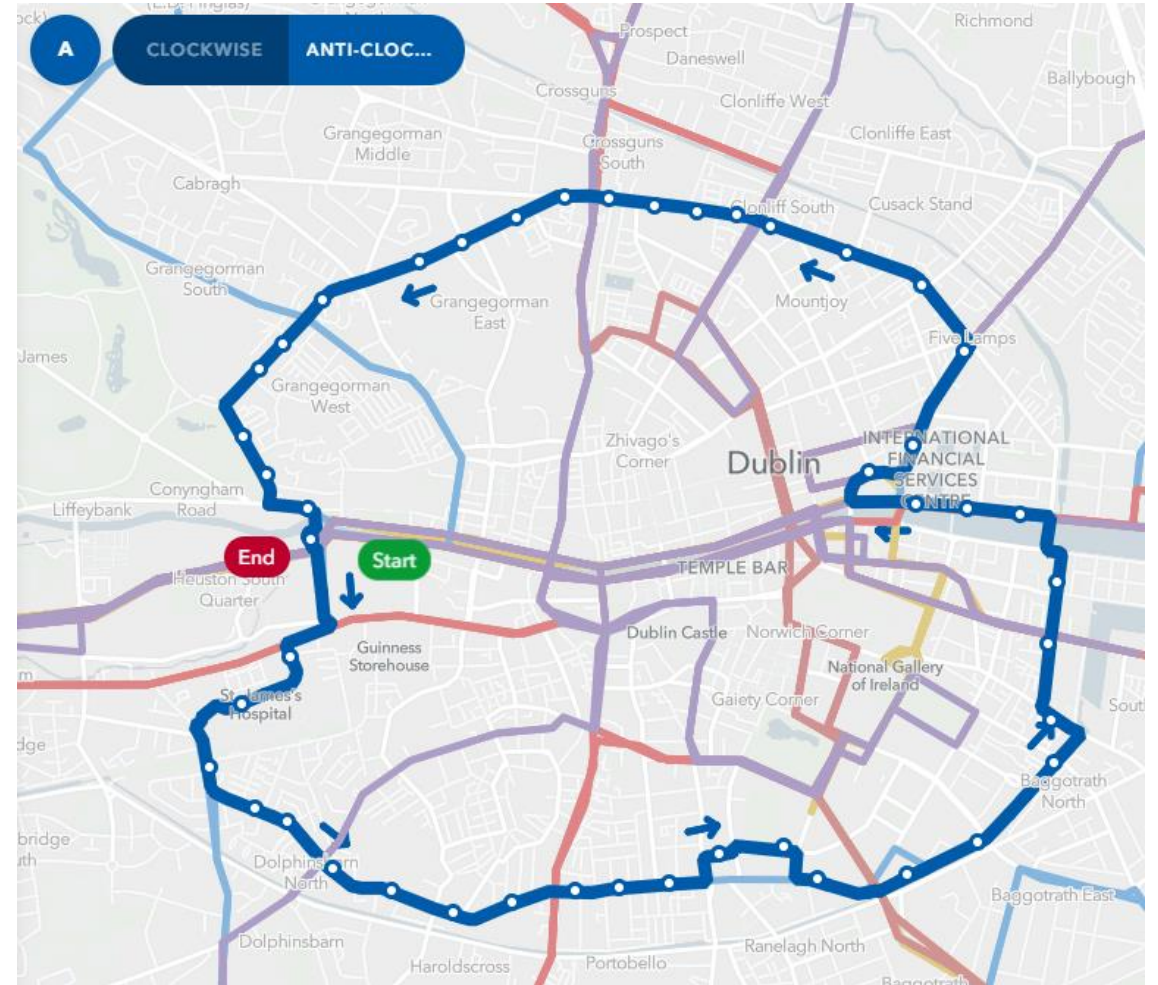 Prospect
Richmond
A
CLOCKWISE
ANTI-CLOC...
Daneswell
Ballybough
Crossguns
Clonliffe West
Grangegorman
Middle
Crossguns
South
Clonliffe East
Cabragh
Clonliff South
Cusack Stand
Grangegorman
South
Grangegorman
East
Mountjoy
Five Lamps
James
Grangegorman
West
Zhivago's
Corner
Dublin
INTERNATIONAL
FINANCIAL
SERVICES
CENTRE
Conyngham
Road
Liffeybank
End
Start
Heuston South
Quarter
TEMPLE BAR
Guinness
Storehouse
Dublin Castle
Norwich Corner
National Gallery
of Ireland
St. James's
Hospital
Gaiety Corner
Baggotrath
North
Dolphinsbarn
North
Baggotrath East
Dolphinsbarn
Haroldscross
Portobello
Ranelagh North
Baggotrath